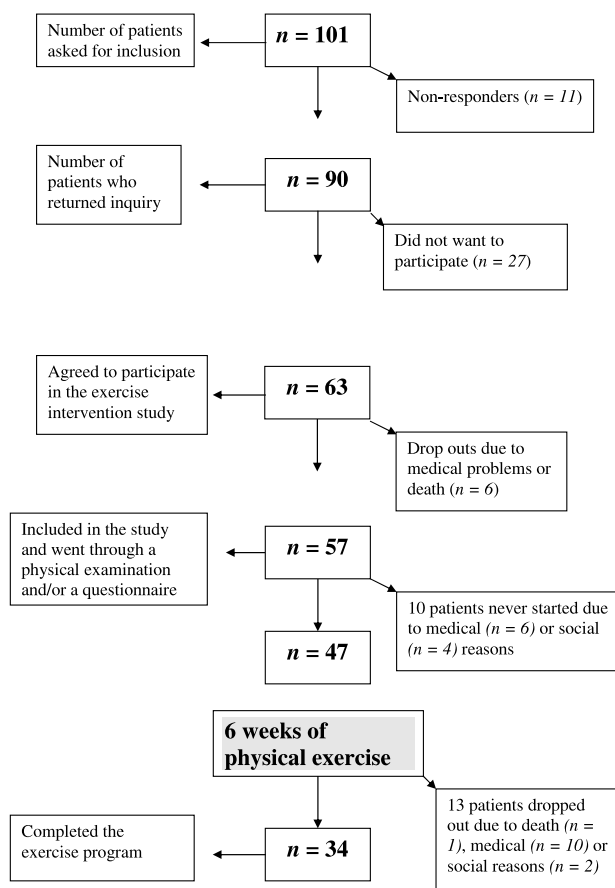 Number of patients
asked for inclusion
n = 101
Non-responders (n = 11)
Number of
patients who
returned inquiry
n = 90
Did not want to
participate (n = 27)
Agreed to participate
in the exercise
intervention study
n = 63
Drop outs due to
medical problems or
death (n = 6)
Included in the study
and went through a
physical examination
and/or a questionnaire
n = 57
10 patients never started due
to medical (n = 6) or social
(n = 4) reasons
n = 47
6 weeks of
physical exercise
13 patients dropped
out due to death (n =
1), medical (n = 10) or
social reasons (n = 2)
Completed the
exercise program
n = 34